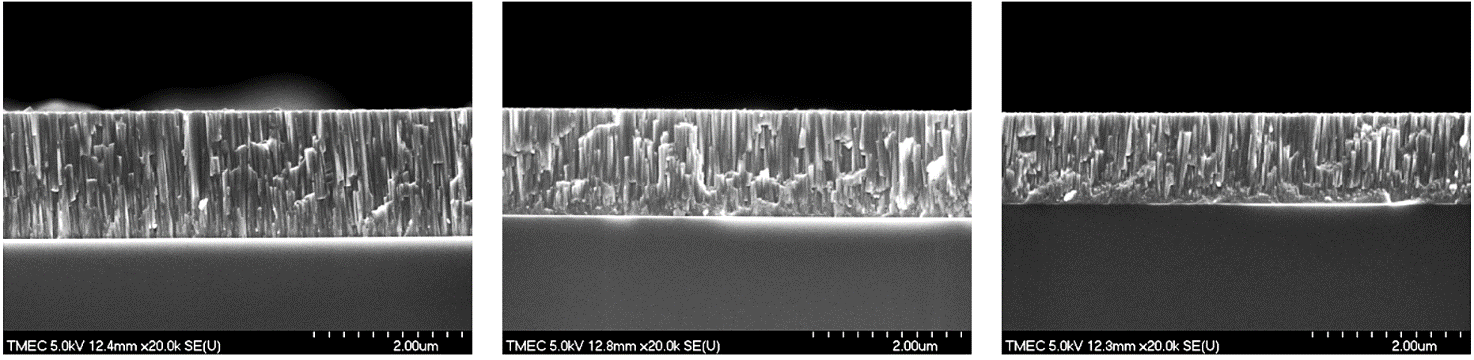 TMEC 5.0kV 12.4mm x20.0k SE(U) 2.00um
TMEC 5.0kV 12.8mm x20.0k SE(U) 2.00um
TMEC 5.0kV 12.3mm x20.0k SE(U) 2.00um